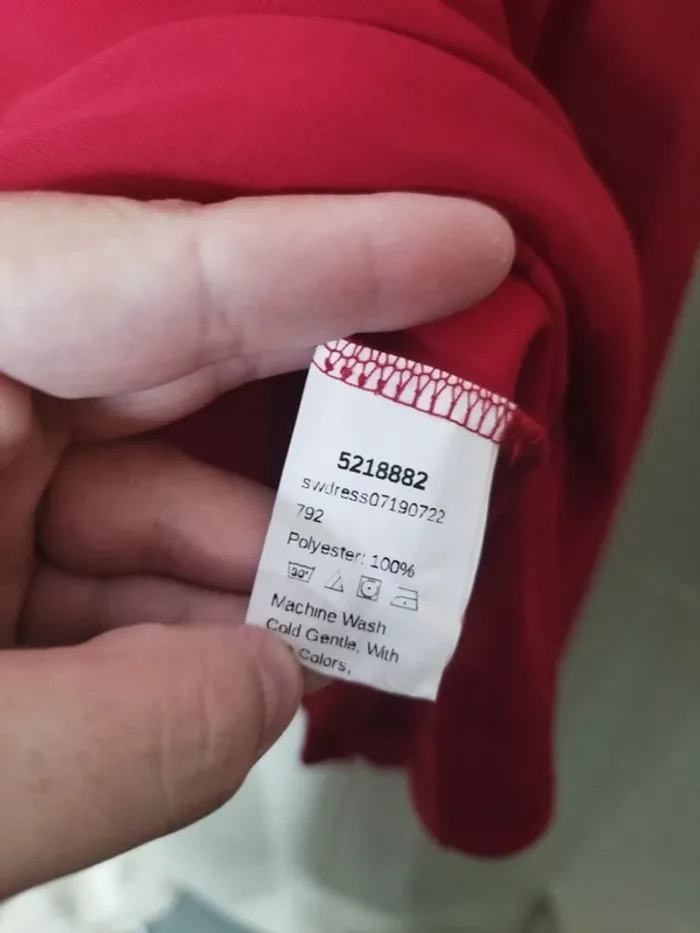 5218882
swdress07190722
792
Polyester: 100%
30°
Machine Wash
Cold Gentle, With
Colors,